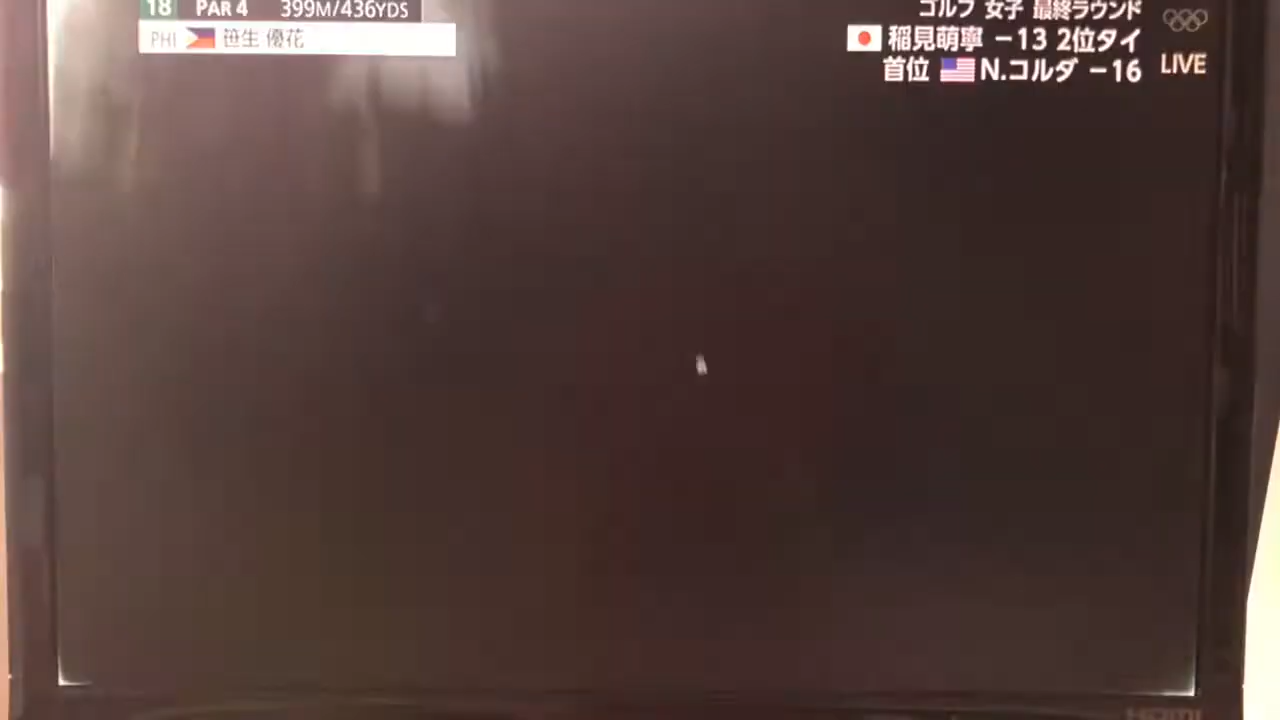 18 PAR 4 399M/436YDS
PHI 笹生 優花
ゴルフ 女子 最終ラウンド
稲見萌寧 −13 2位タイ
首位 N.コルダ −16
LIVE
HDMI